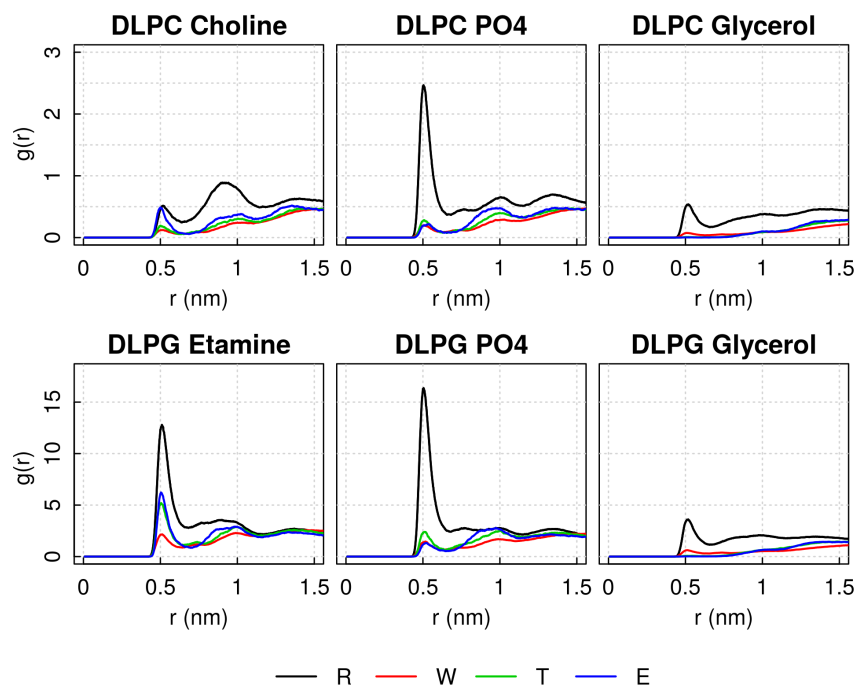 DLPC Choline DLPC PO4 DLPC Glycerol
g(r)
3
2
1
0
0 0.5 1 1.5 0 0.5 1 1.5 0 0.5 1 1.5
r (nm) r (nm) r (nm)
DLPG Etamine DLPG PO4 DLPG Glycerol
g(r)
15
10
5
0
0 0.5 1 1.5 0 0.5 1 1.5 0 0.5 1 1.5
r (nm) r (nm) r (nm)
R W T E